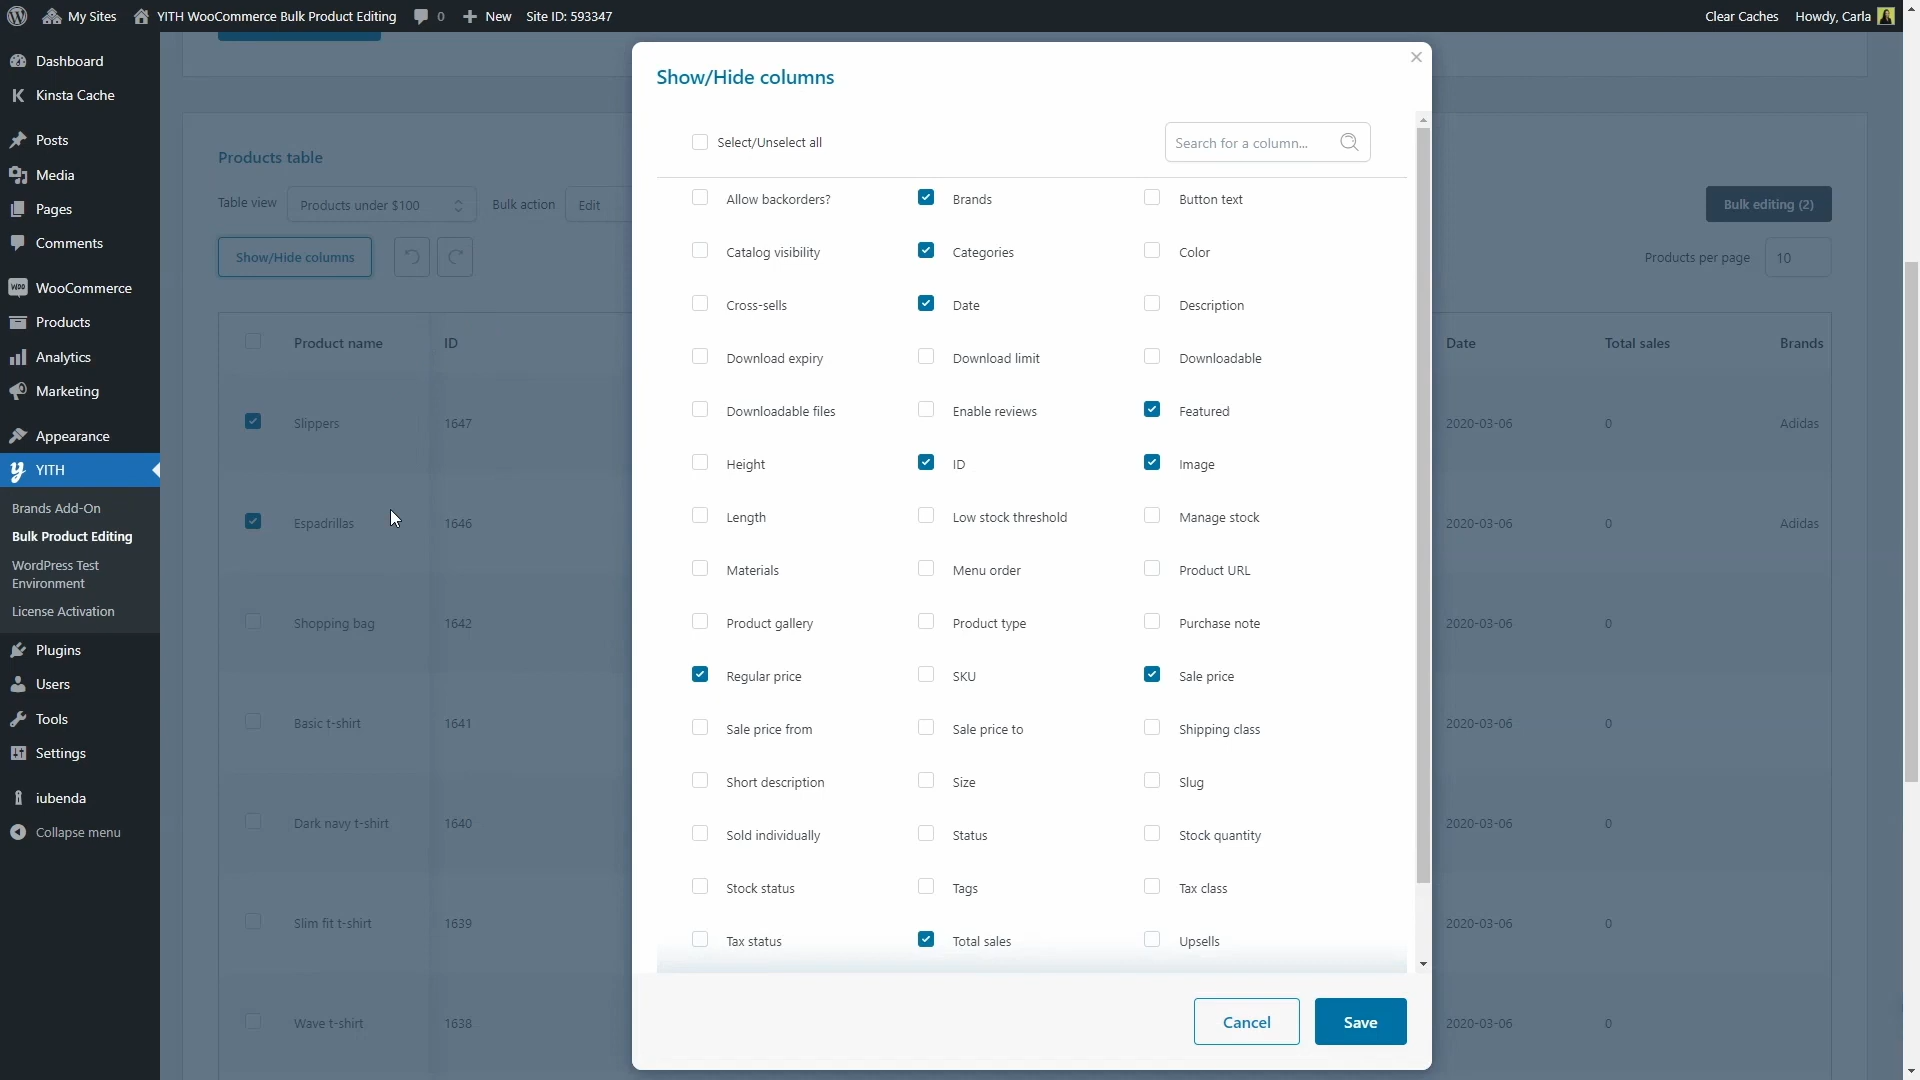 My Sites
YITH WooCommerce Bulk Product Editing
0
New
Site ID: 593347
Clear Caches
Howdy, Carla
Dashboard
Kinsta Cache
Posts
Media
Pages
Comments
WooCommerce
Products
Analytics
Marketing
Appearance
YITH
Brands Add-On
Bulk Product Editing
WordPress Test
Environment
License Activation
Plugins
Users
Tools
Settings
iubenda
Collapse menu
Products table
Table view
Products under $100
Bulk action
Edit
Bulk editing (2)
Show/Hide columns
Products per page
10
Product name
ID
Date
Total sales
Brands
Slippers
1647
2020-03-06
0
Adidas
Espadrillas
1646
2020-03-06
0
Adidas
Shopping bag
1642
2020-03-06
0
Basic t-shirt
1641
2020-03-06
0
Dark navy t-shirt
1640
2020-03-06
0
Slim fit t-shirt
1639
2020-03-06
0
Wave t-shirt
1638
2020-03-06
0
Show/Hide columns
Select/Unselect all
Search for a column...
Allow backorders?
Brands
Button text
Catalog visibility
Categories
Color
Cross-sells
Date
Description
Download expiry
Download limit
Downloadable
Downloadable files
Enable reviews
Featured
Height
ID
Image
Length
Low stock threshold
Manage stock
Materials
Menu order
Product URL
Product gallery
Product type
Purchase note
Regular price
SKU
Sale price
Sale price from
Sale price to
Shipping class
Short description
Size
Slug
Sold individually
Status
Stock quantity
Stock status
Tags
Tax class
Tax status
Total sales
Upsells
Cancel
Save